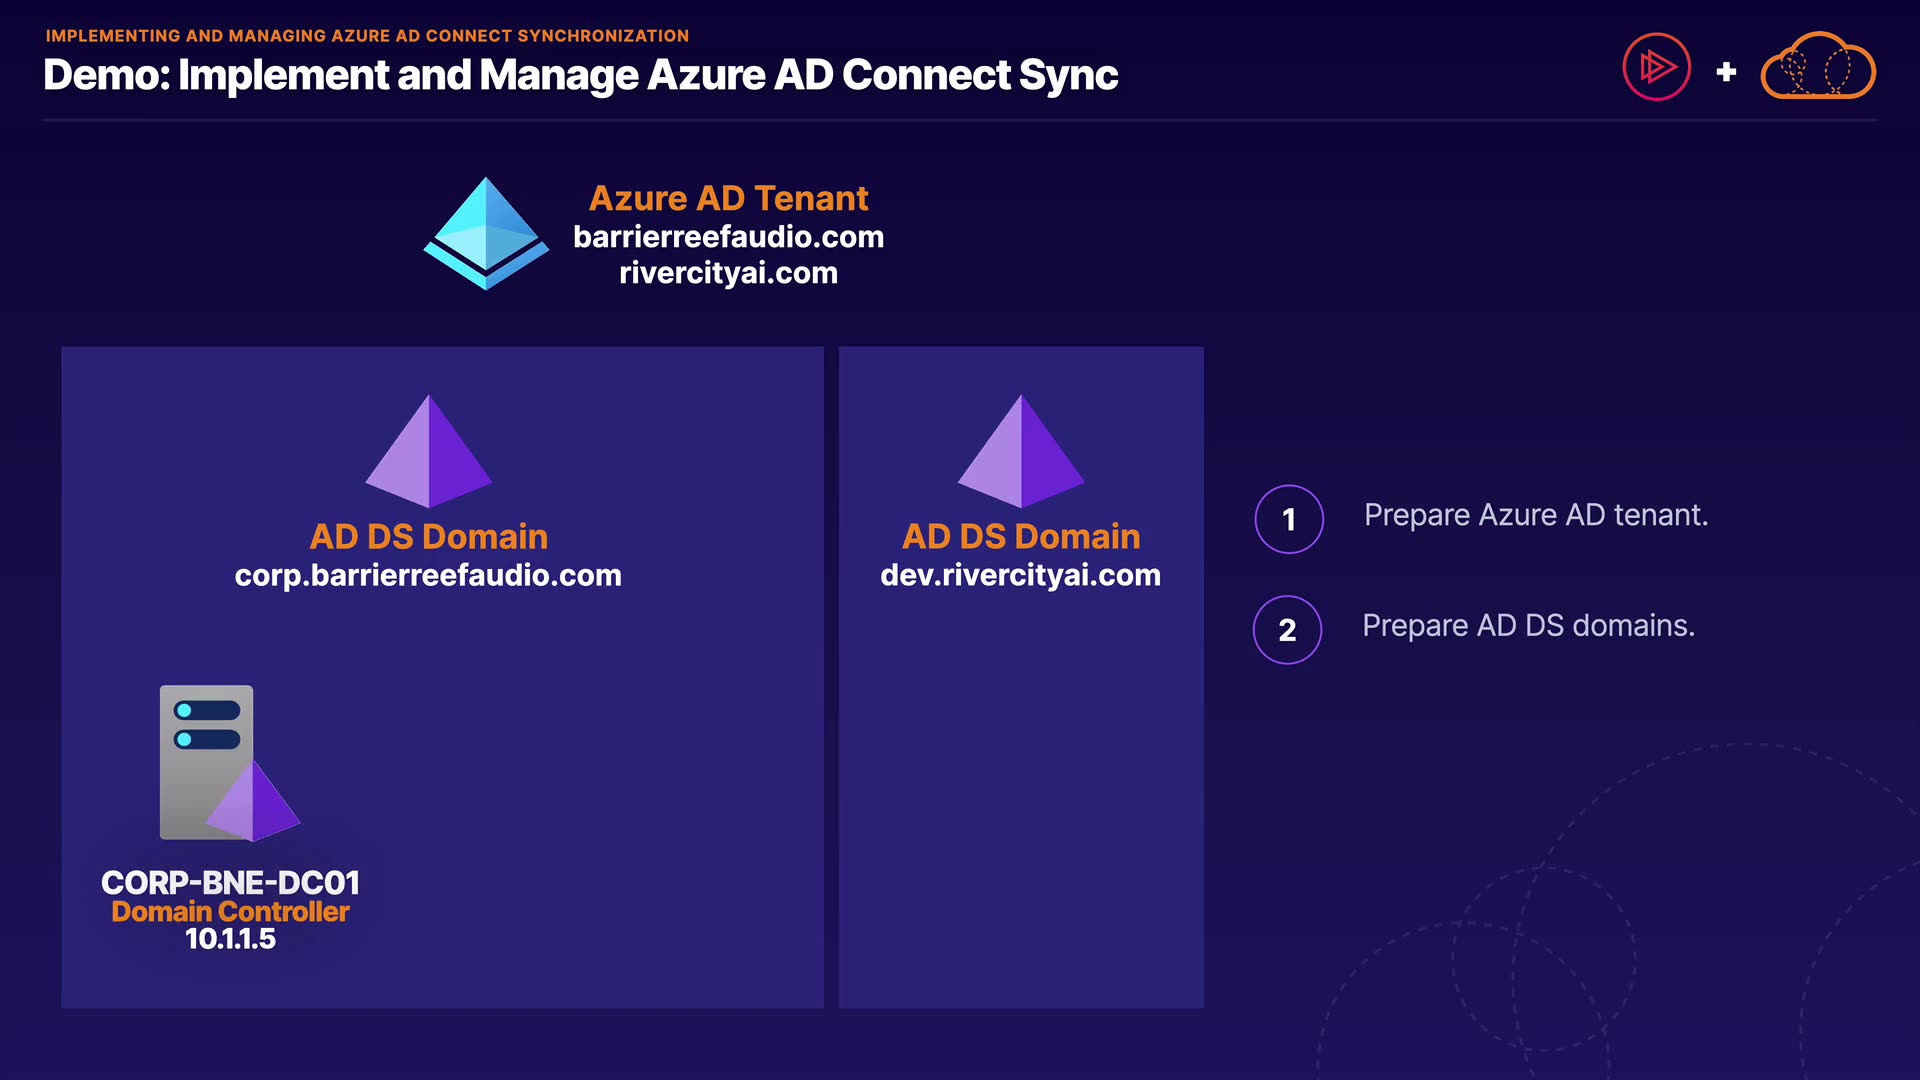 IMPLEMENTING AND MANAGING AZURE AD CONNECT SYNCHRONIZATION
Demo: Implement and Manage Azure AD Connect Sync
+
Azure AD Tenant
barrierreefaudio.com
rivercityai.com
AD DS Domain
corp.barrierreefaudio.com
AD DS Domain
dev.rivercityai.com
1 Prepare Azure AD tenant.
2 Prepare AD DS domains.
CORP-BNE-DC01
Domain Controller
10.1.1.5